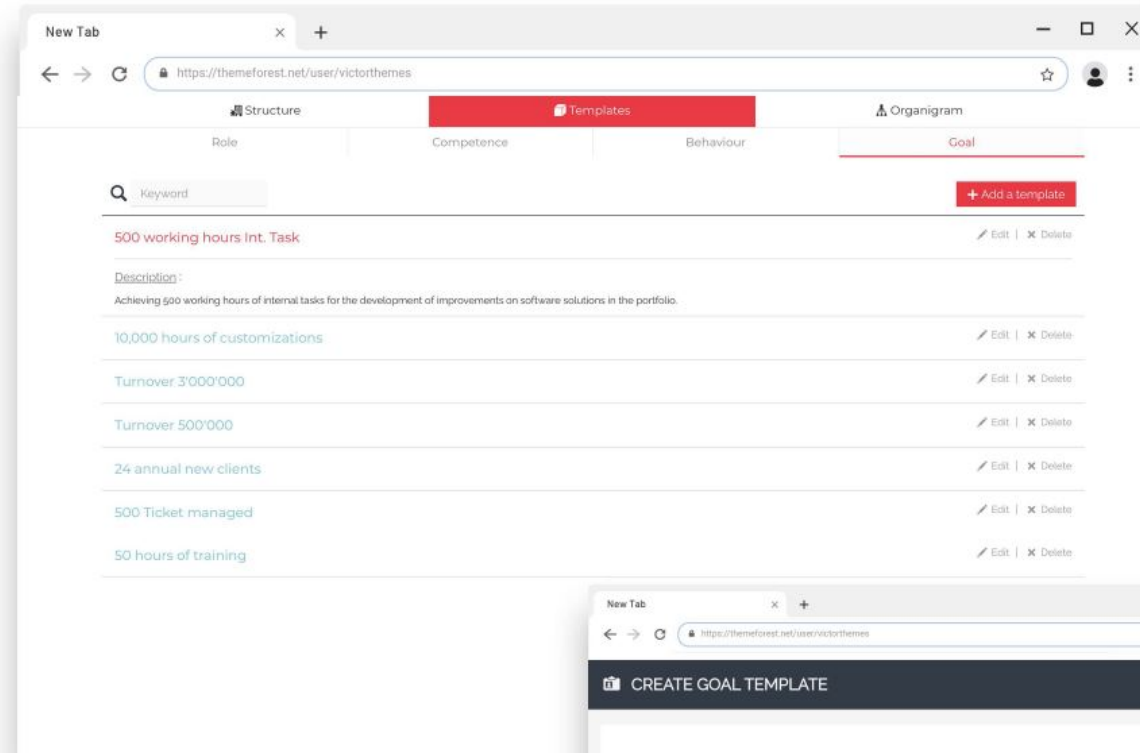 New Tab
https://themeforest.net/user/victorthemes
Structure Templates Organigram
Role Competence Behaviour Goal
Keyword + Add a template
500 working hours Int. Task Edit | Delete
Description :
Achieving 500 working hours of internal tasks for the development of improvements on software solutions in the portfolio.
10,000 hours of customizations Edit | Delete
Turnover 3'000'000 Edit | Delete
Turnover 500'000 Edit | Delete
24 annual new clients Edit | Delete
500 Ticket managed Edit | Delete
50 hours of training Edit | Delete
New Tab
https://themeforest.net/user/victorthemes
CREATE GOAL TEMPLATE